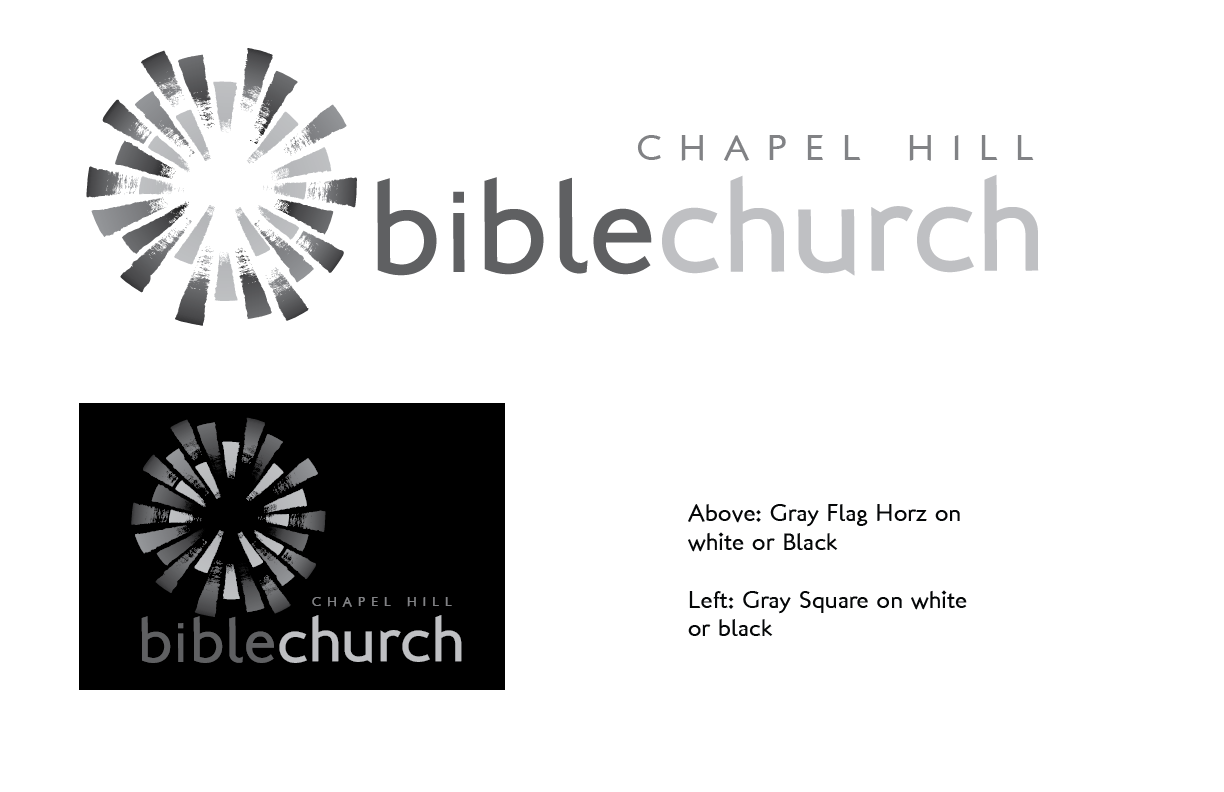 CHAPEL HILL
biblechurch
CHAPEL HILL
biblechurch
Above: Gray Flag Horz on
white or Black
Left: Gray Square on white
or black